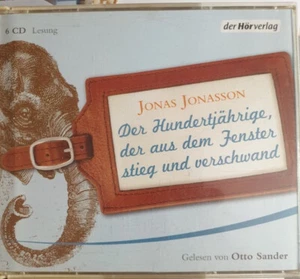 6 CD Lesung
der Hörverlag
JONAS JONASSON
Der Hundertjährige,
der aus dem Fenster
stieg und verschwand
Gelesen von Otto Sander